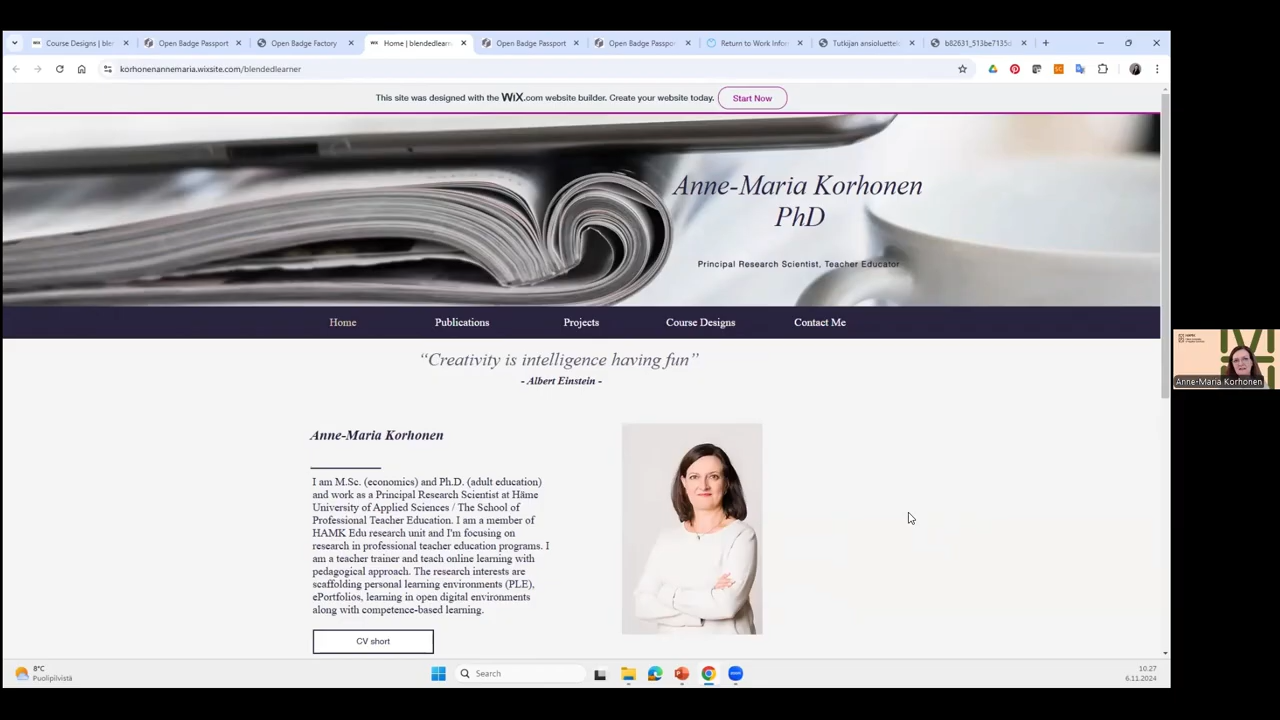 Course Designs | blen
Open Badge Passport
Open Badge Factory
WiX
Home | blendedlearn
Open Badge Passport
Open Badge Passpo
Return to Work Infor
Tutkijan ansioluettel
b82631_513be7135d
korhonenannemaria.wixsite.com/blendedlearner
This site was designed with the WiX.com website builder. Create your website today.
Start Now
Anne-Maria Korhonen
PhD
Principal Research Scientist, Teacher Educator
Home
Publications
Projects
Course Designs
Contact Me
“Creativity is intelligence having fun”
- Albert Einstein -
Anne-Maria Korhonen
I am M.Sc. (economics) and Ph.D. (adult education)
and work as a Principal Research Scientist at Häme
University of Applied Sciences / The School of
Professional Teacher Education. I am a member of
HAMK Edu research unit and I'm focusing on
research in professional teacher education programs. I
am a teacher trainer and teach online learning with
pedagogical approach. The research interests are
scaffolding personal learning environments (PLE),
ePortfolios, learning in open digital environments
along with competence-based learning.
CV short
HAMK
Anne-Maria Korhonen
8°C
Puolipilvistä
Search
10.27
6.11.2024